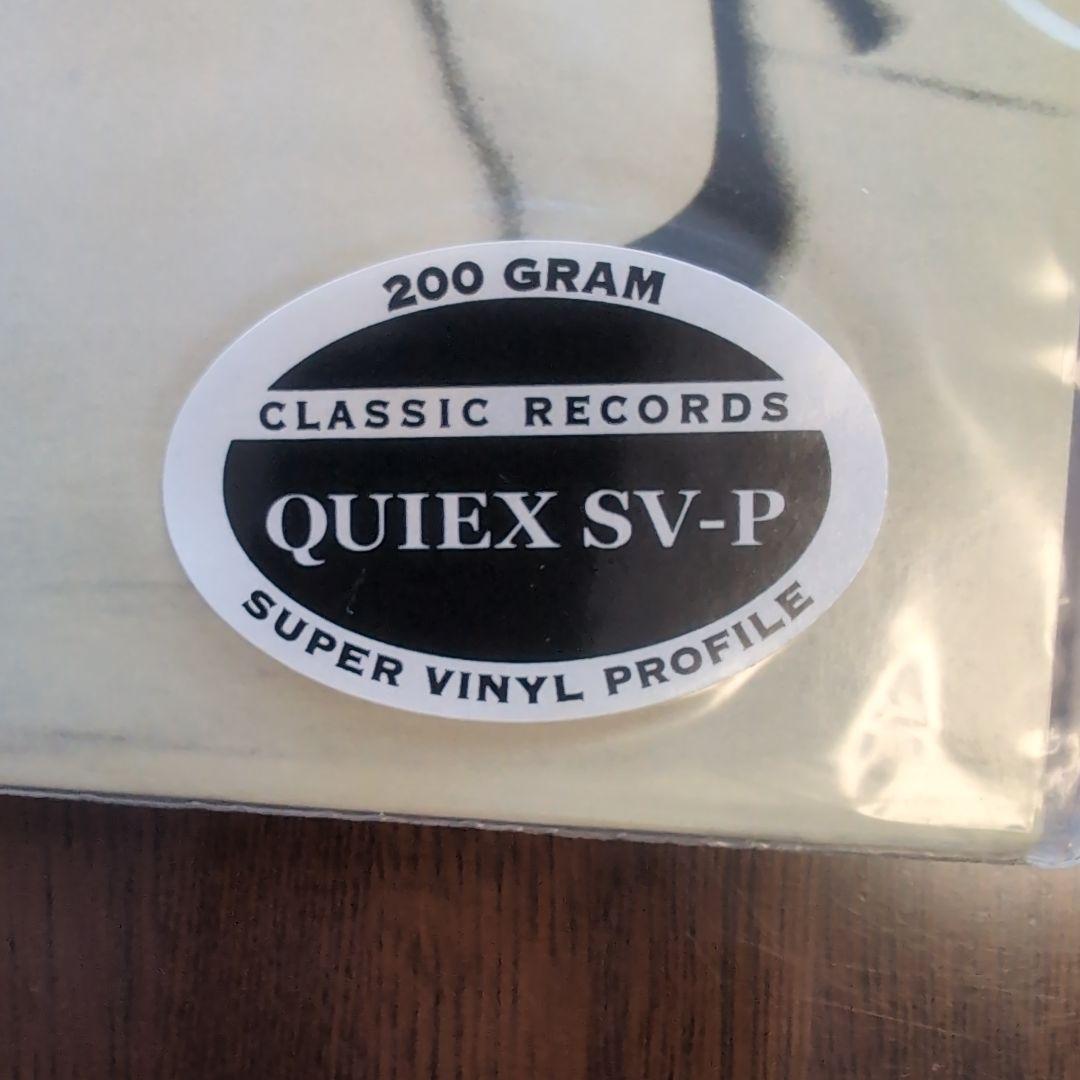 200 GRAM
CLASSIC RECORDS
QUIEX SV-P
SUPER VINYL PROFILE